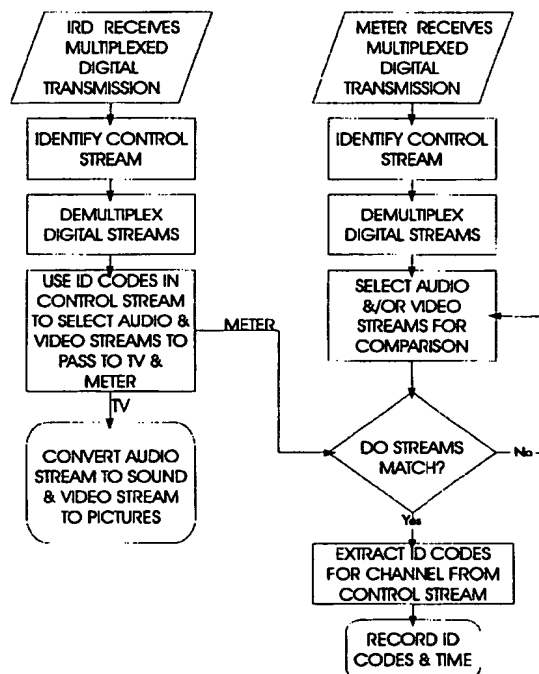 IRD RECEIVES
MULTIPLEXED
DIGITAL
TRANSMISSION
IDENTIFY CONTROL
STREAM
DEMULTIPLEX
DIGITAL STREAMS
USE ID CODES IN
CONTROL STREAM
TO SELECT AUDIO &
VIDEO STREAMS TO
PASS TO TV &
METER
METER
TV
CONVERT AUDIO
STREAM TO SOUND
& VIDEO STREAM
TO PICTURES
METER RECEIVES
MULTIPLEXED
DIGITAL
TRANSMISSION
IDENTIFY CONTROL
STREAM
DEMULTIPLEX
DIGITAL STREAMS
SELECT AUDIO
&/OR VIDEO
STREAMS FOR
COMPARISON
DO STREAMS
MATCH?
No
Yes
EXTRACT ID CODES
FOR CHANNEL FROM
CONTROL STREAM
RECORD ID
CODES & TIME